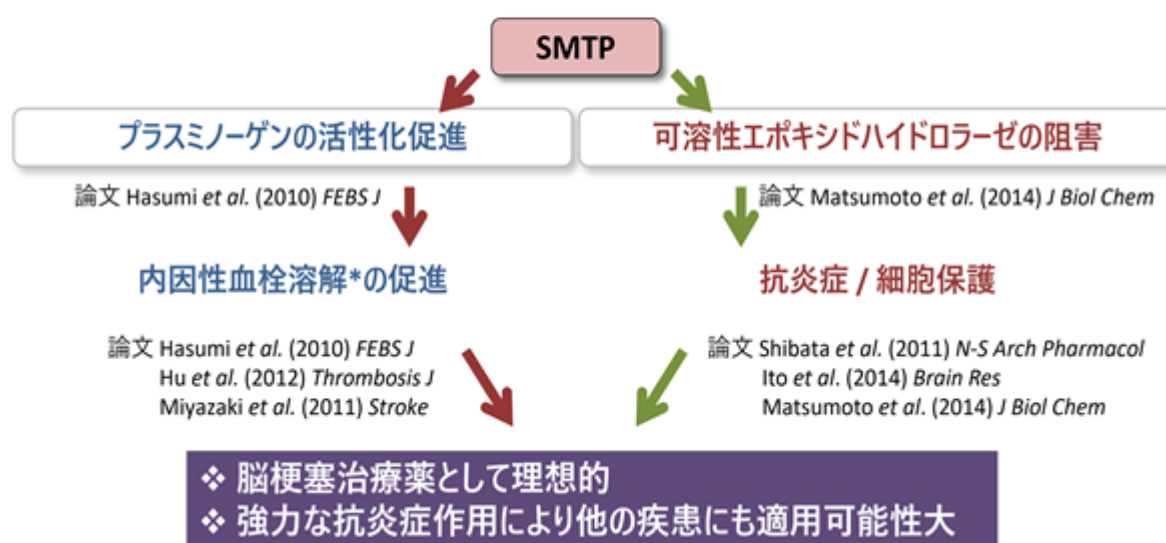 SMTP
プラスミノーゲンの活性化促進
可溶性エポキシドハイドロラーゼの阻害
論文 Hasumi et al. (2010) FEBS J
論文 Matsumoto et al. (2014) J Biol Chem
内因性血栓溶解*の促進
抗炎症 / 細胞保護
論文 Hasumi et al. (2010) FEBS J
Hu et al. (2012) Thrombosis J
Miyazaki et al. (2011) Stroke
論文 Shibata et al. (2011) N-S Arch Pharmacol
Ito et al. (2014) Brain Res
Matsumoto et al. (2014) J Biol Chem
❖ 脳梗塞治療薬として理想的
❖ 強力な抗炎症作用により他の疾患にも適用可能性大